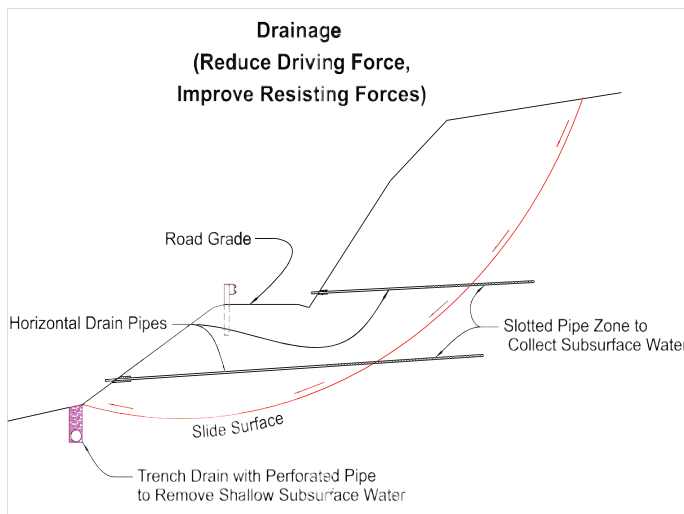 Drainage
(Reduce Driving Force,
Improve Resisting Forces)
Road Grade
Horizontal Drain Pipes
Slotted Pipe Zone to
Collect Subsurface Water
Slide Surface
Trench Drain with Perforated Pipe
to Remove Shallow Subsurface Water